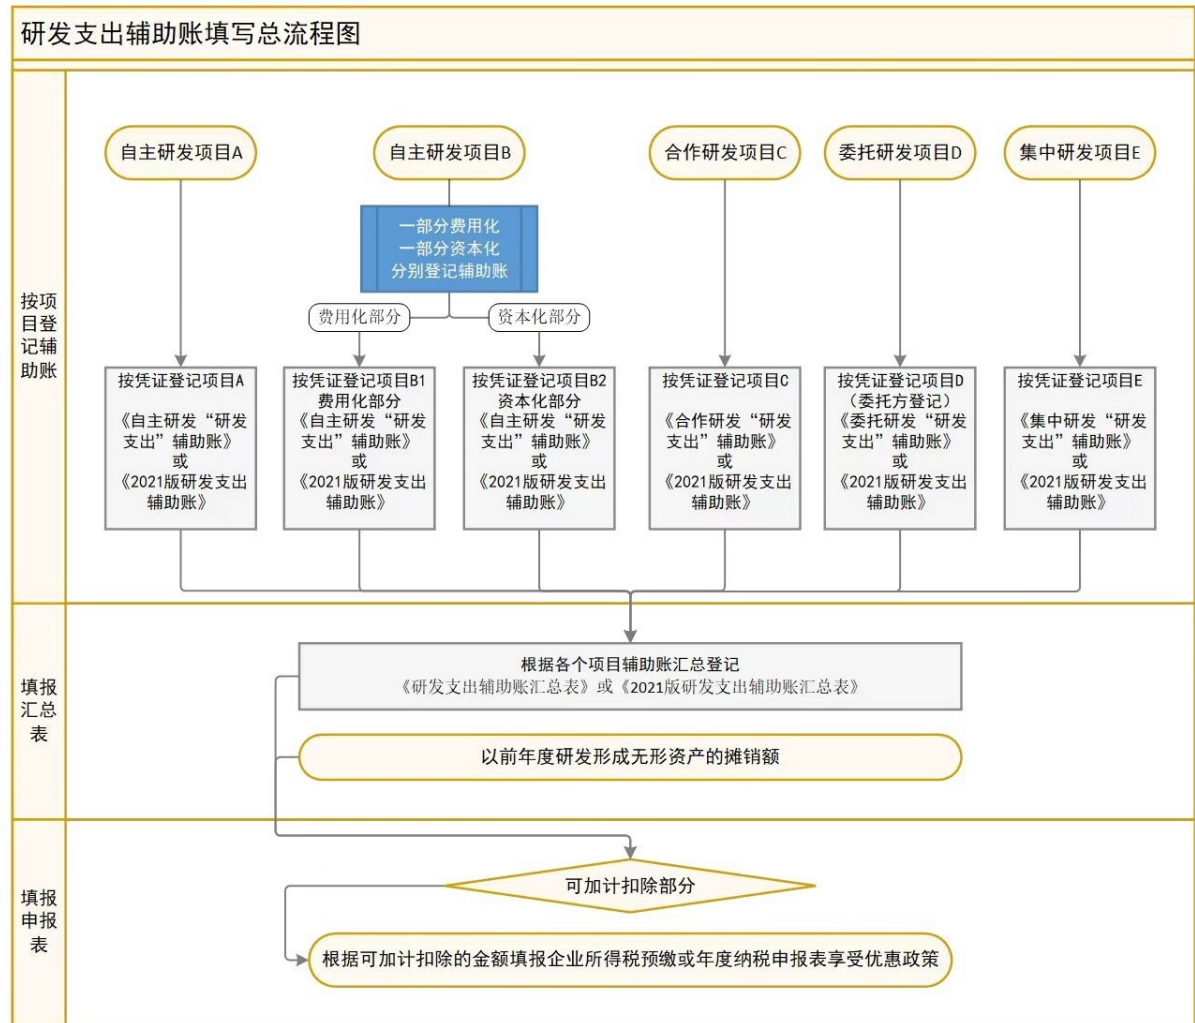 研发支出辅助账填写总流程图
按项
目登
记辅
助账
自主研发项目A
自主研发项目B
合作研发项目C
委托研发项目D
集中研发项目E
一部分费用化
一部分资本化
分别登记辅助账
费用化部分
资本化部分
按凭证登记项目A
《自主研发“研发
支出”辅助账》
或
《2021版研发支出
辅助账》
按凭证登记项目B1
费用化部分
《自主研发“研发
支出”辅助账》
或
《2021版研发支出
辅助账》
按凭证登记项目B2
资本化部分
《自主研发“研发
支出”辅助账》
或
《2021版研发支出
辅助账》
按凭证登记项目C
《合作研发“研发
支出”辅助账》
或
《2021版研发支出
辅助账》
按凭证登记项目D
（委托方登记）
《委托研发“研发
支出”辅助账》
或
《2021版研发支出
辅助账》
按凭证登记项目E
《集中研发“研发
支出”辅助账》
或
《2021版研发支出
辅助账》
填报
汇总
表
根据各个项目辅助账汇总登记
《研发支出辅助账汇总表》或《2021版研发支出辅助账汇总表》
以前年度研发形成无形资产的摊销额
填报
申报
表
可加计扣除部分
根据可加计扣除的金额填报企业所得税预缴或年度纳税申报表享受优惠政策